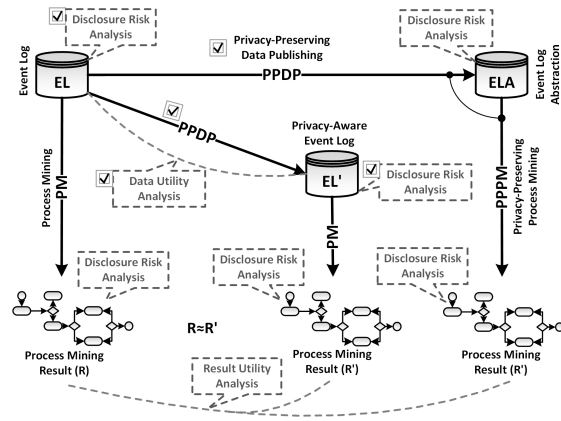 Disclosure Risk
Analysis
Privacy-Preserving
Data Publishing
Disclosure Risk
Analysis
Event Log
EL
PPDP
ELA
Event Log
Abstraction
PPDP
Privacy-Aware
Event Log
EL'
Disclosure Risk
Analysis
Data Utility
Analysis
Process Mining
PM
PM
PPPM
Privacy-Preserving
Process Mining
Disclosure Risk
Analysis
Disclosure Risk
Analysis
Disclosure Risk
Analysis
R≈R'
Process Mining
Result (R)
Process Mining
Result (R')
Process Mining
Result (R')
Result Utility
Analysis